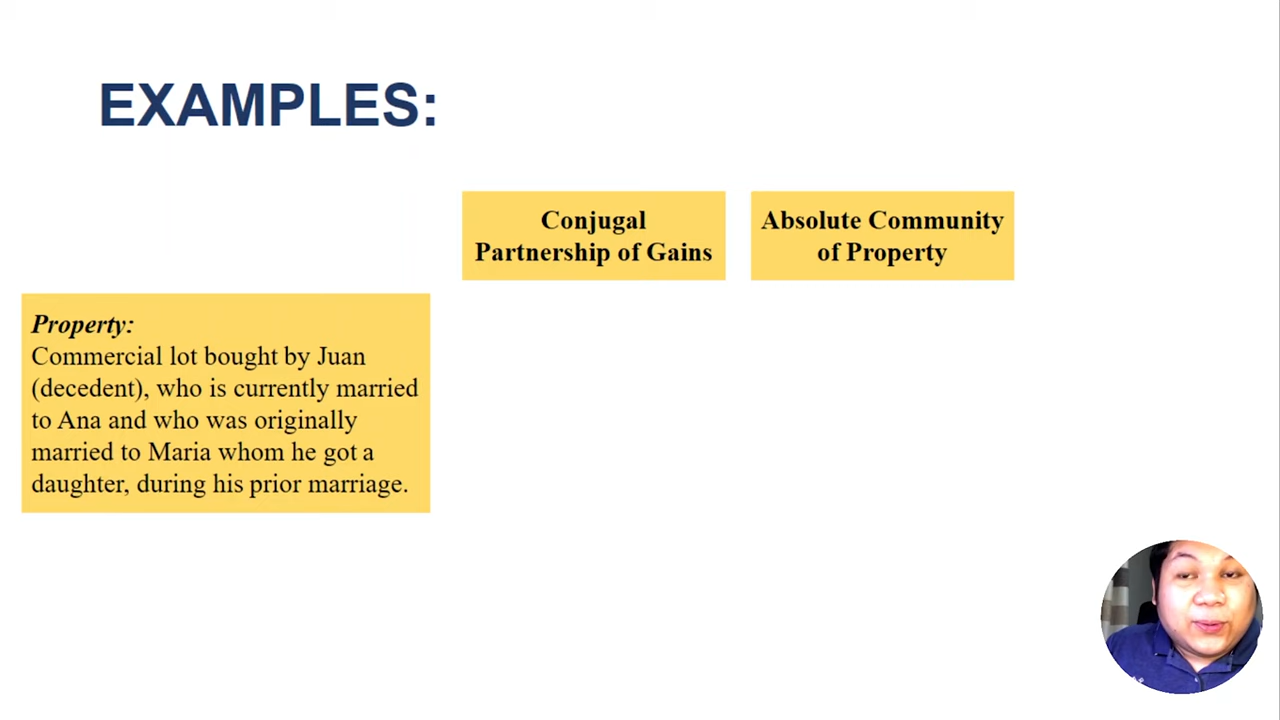 EXAMPLES:
Conjugal
Partnership of Gains
Absolute Community
of Property
Property:
Commercial lot bought by Juan
(decedent), who is currently married
to Ana and who was originally
married to Maria whom he got a
daughter, during his prior marriage.